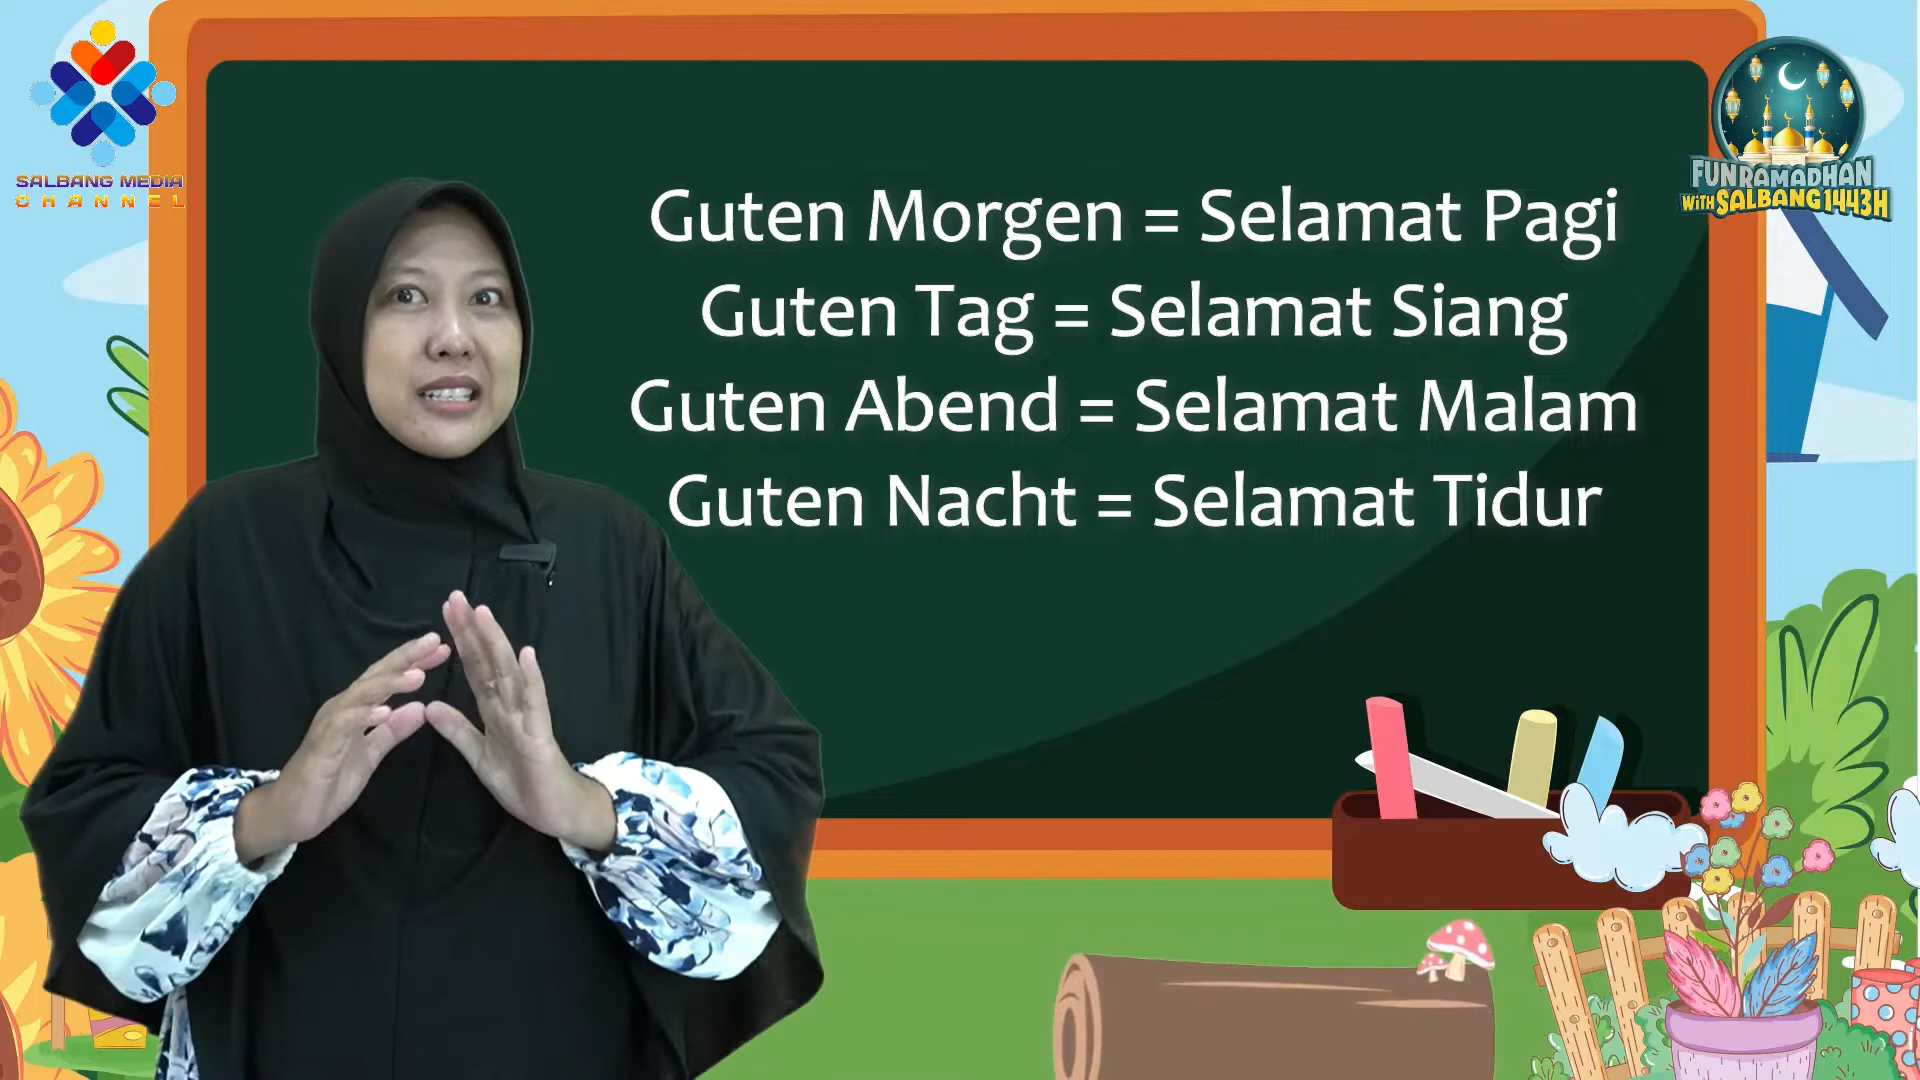 SALBANG MEDIA
CHANNEL
FUNRAMADHAN
WITH SALBANG 1443H
Guten Morgen = Selamat Pagi
Guten Tag = Selamat Siang
Guten Abend = Selamat Malam
Guten Nacht = Selamat Tidur